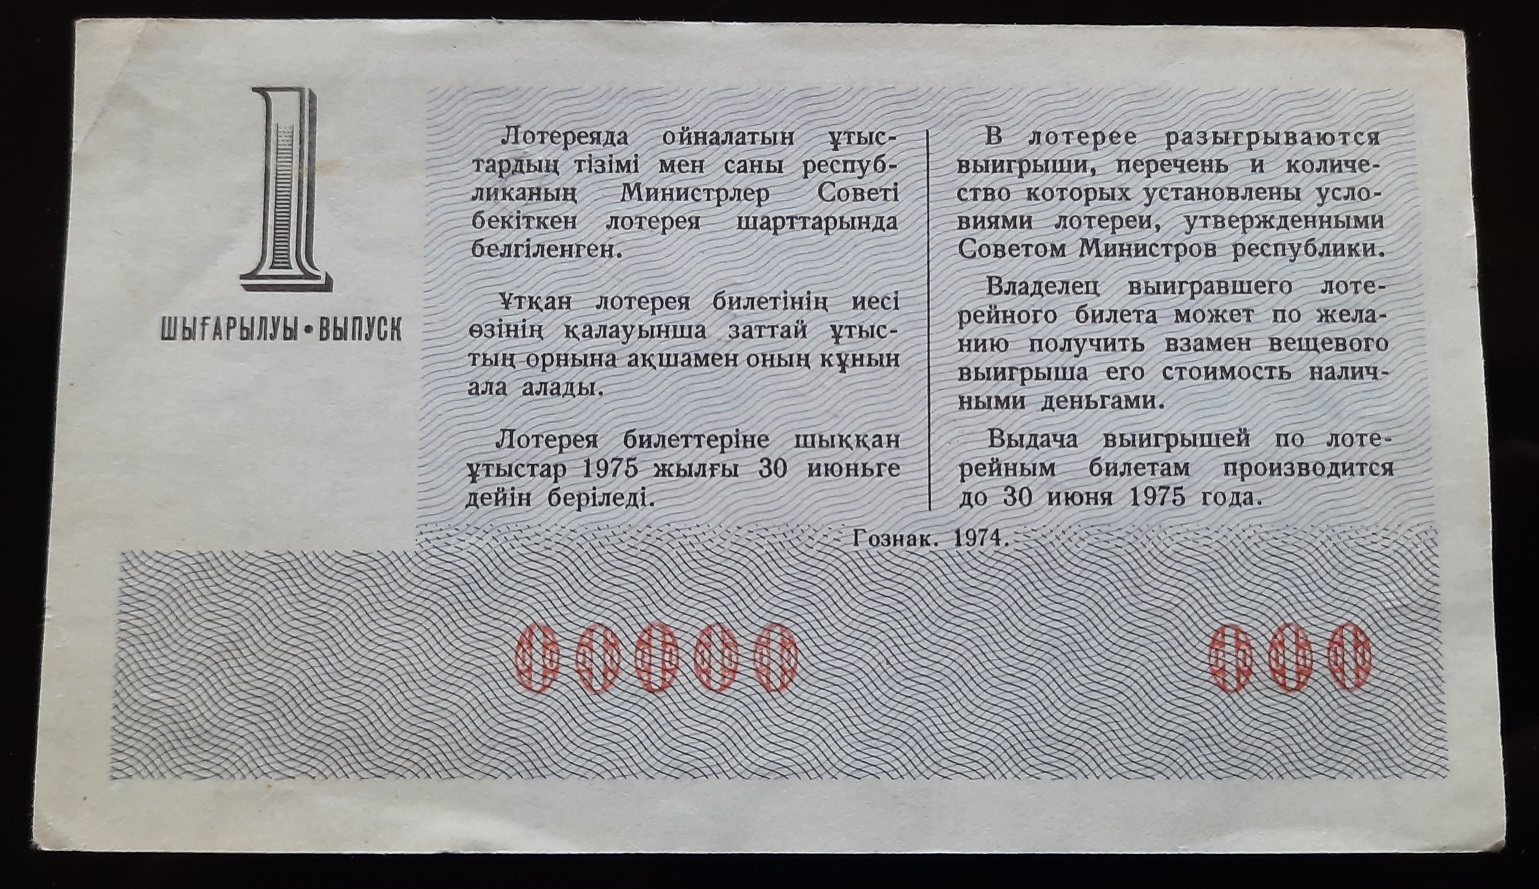 1
ШЫҒАРЫЛУЫ • ВЫПУСК
Лотереяда ойналатын ұтыс-
тардың тізімі мен саны респуб-
ликаның Министрлер Советі
бекіткен лотерея шарттарында
белгіленген.
Ұтқан лотерея билетінің иесі
өзінің қалауынша заттай ұтыс-
тың орнына ақшамен оның құнын
ала алады.
Лотерея билеттеріне шыққан
ұтыстар 1975 жылғы 30 июньге
дейін беріледі.
В лотерее разыгрываются
выигрыши, перечень и количе-
ство которых установлены усло-
виями лотереи, утвержденными
Советом Министров республики.
Владелец выигравшего лоте-
рейного билета может по жела-
нию получить взамен вещевого
выигрыша его стоимость налич-
ными деньгами.
Выдача выигрышей по лоте-
рейным билетам производится
до 30 июня 1975 года.
Гознак. 1974.
00000 000